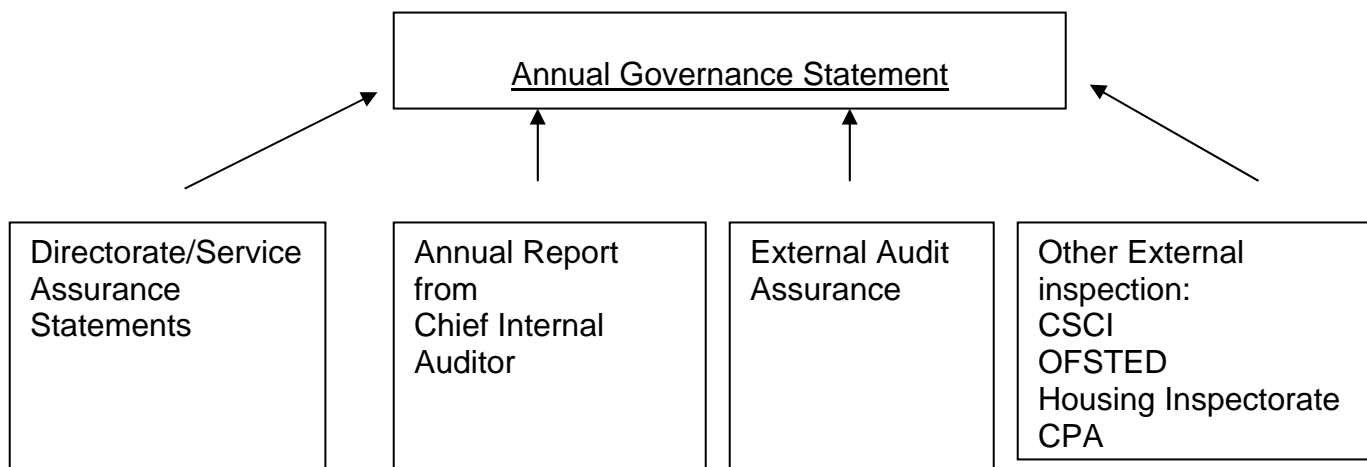 Annual Governance Statement
Directorate/Service
Assurance
Statements
Annual Report
from
Chief Internal
Auditor
External Audit
Assurance
Other External
inspection:
CSCI
OFSTED
Housing Inspectorate
CPA